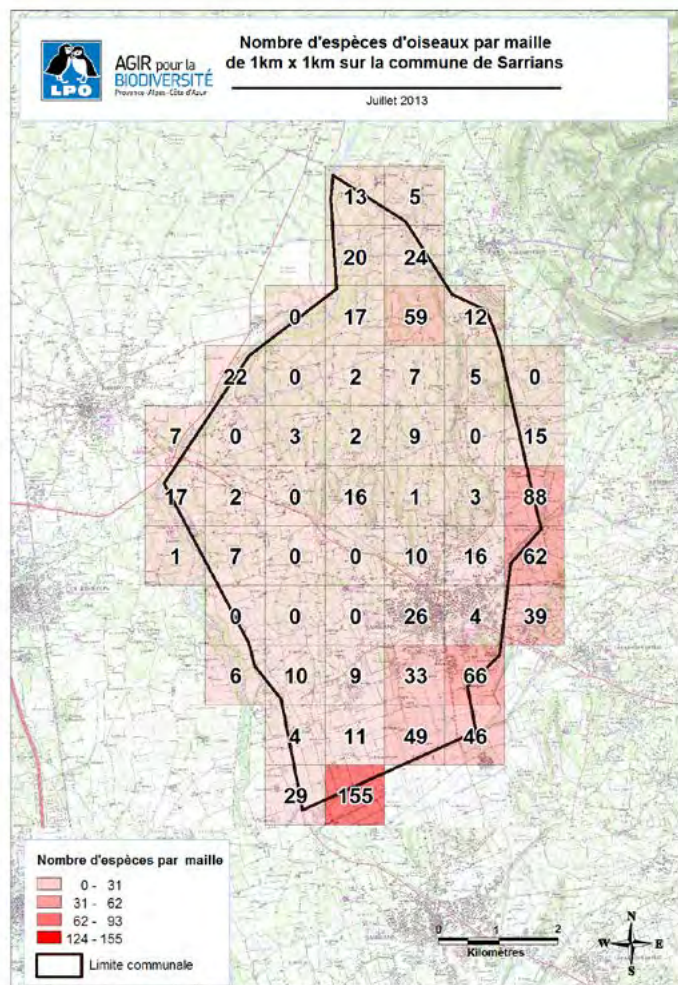 LPO
AGIR pour la
BIODIVERSITÉ
Provence-Alpes-Côte d'Azur
Nombre d'espèces d'oiseaux par maille
de 1km x 1km sur la commune de Sarrians
Juillet 2013
13 5
20 24
0 17 59 12
22 0 2 7 5 0
7 0 3 2 9 0 15
17 2 0 16 1 3 88
1 7 0 0 10 16 62
0 0 0 26 4 39
6 10 9 33 66
4 11 49 46
29 155
Nombre d'espèces par maille
0 - 31
31 - 62
62 - 93
124 - 155
Limite communale
0 1 2
Kilomètres
N
W E
S